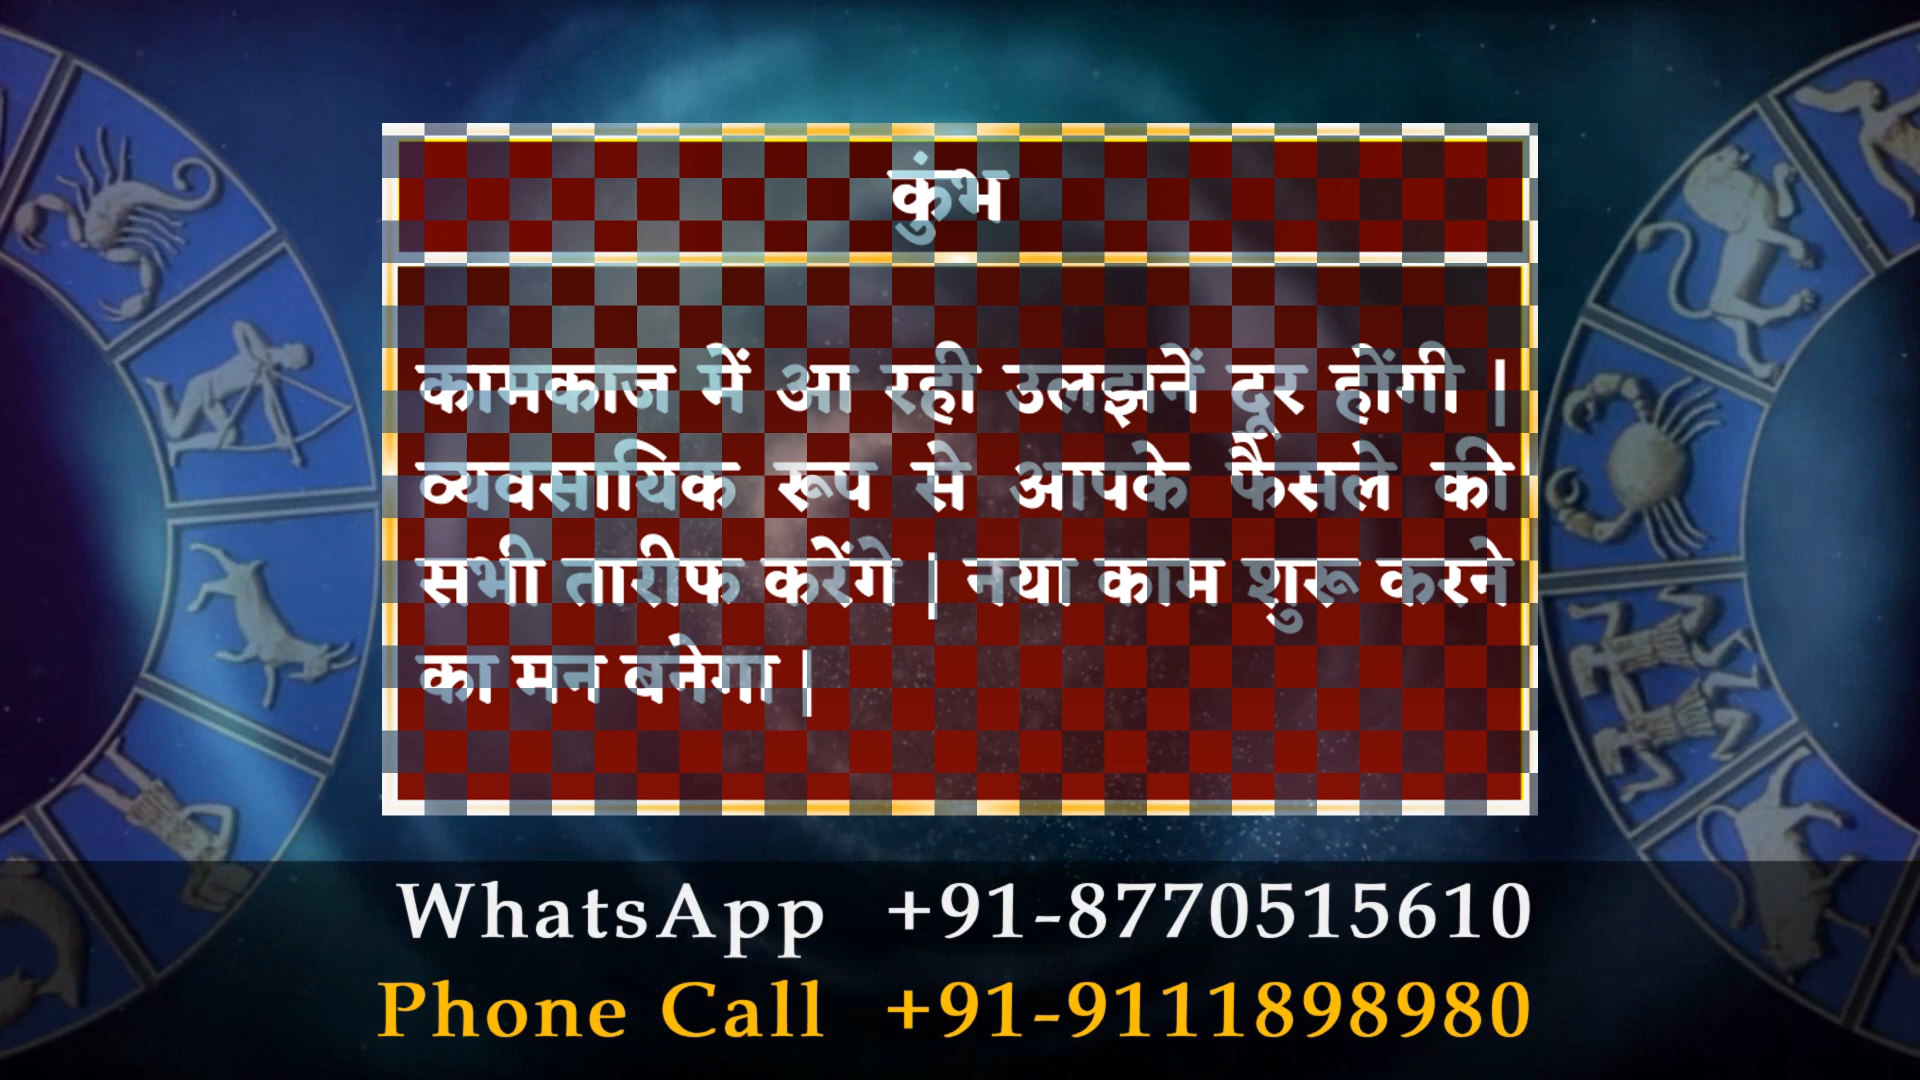 कुंभ
कामकाज में आ रही उलझनें दूर होंगी |
व्यवसायिक रूप से आपके फैसले की
सभी तारीफ करेंगे | नया काम शुरू करने
का मन बनेगा |
WhatsApp +91-8770515610
Phone Call +91-9111898980